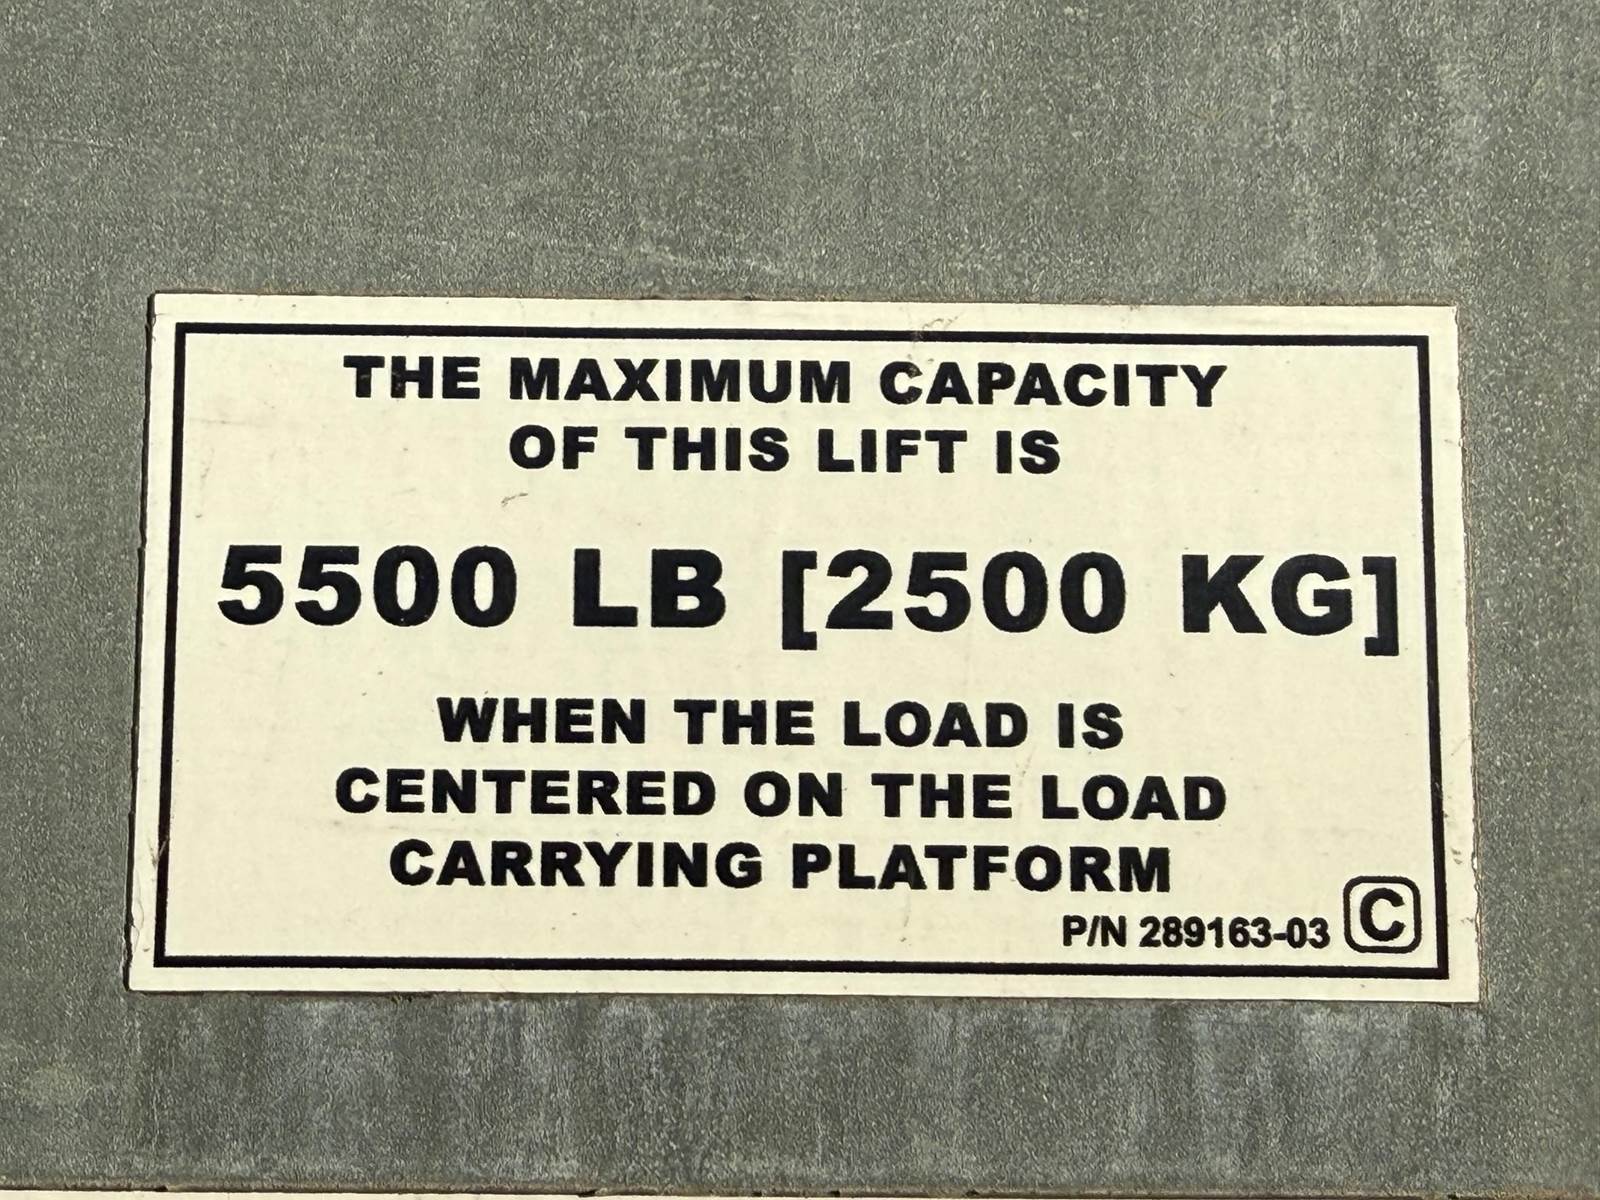 THE MAXIMUM CAPACITY
OF THIS LIFT IS
5500 LB [2500 KG]
WHEN THE LOAD IS
CENTERED ON THE LOAD
CARRYING PLATFORM
P/N 289163-03 C